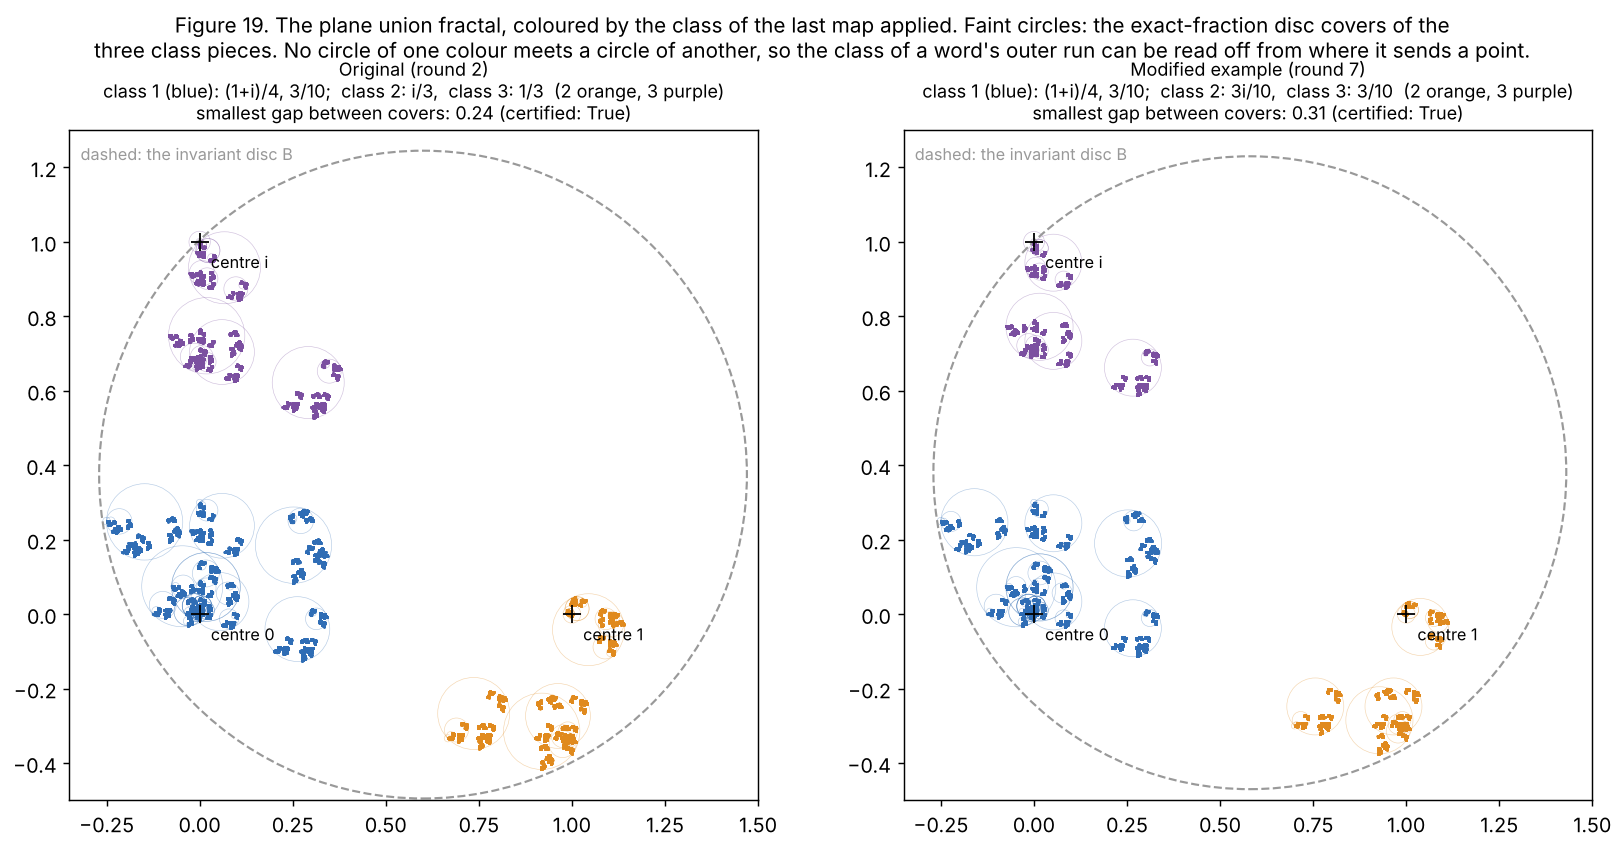 Figure 19. The plane union fractal, coloured by the class of the last map applied. Faint circles: the exact-fraction disc covers of the
three class pieces. No circle of one colour meets a circle of another, so the class of a word's outer run can be read off from where it sends a point.
Original (round 2)
class 1 (blue): (1+i)/4, 3/10;  class 2: i/3,  class 3: 1/3  (2 orange, 3 purple)
smallest gap between covers: 0.24 (certified: True)
dashed: the invariant disc B
1.2
1.0
0.8
0.6
0.4
0.2
0.0
−0.2
−0.4
centre i
centre 0
centre 1
−0.25
0.00
0.25
0.50
0.75
1.00
1.25
1.50
Modified example (round 7)
class 1 (blue): (1+i)/4, 3/10;  class 2: 3i/10,  class 3: 3/10  (2 orange, 3 purple)
smallest gap between covers: 0.31 (certified: True)
dashed: the invariant disc B
1.2
1.0
0.8
0.6
0.4
0.2
0.0
−0.2
−0.4
centre i
centre 0
centre 1
−0.25
0.00
0.25
0.50
0.75
1.00
1.25
1.50